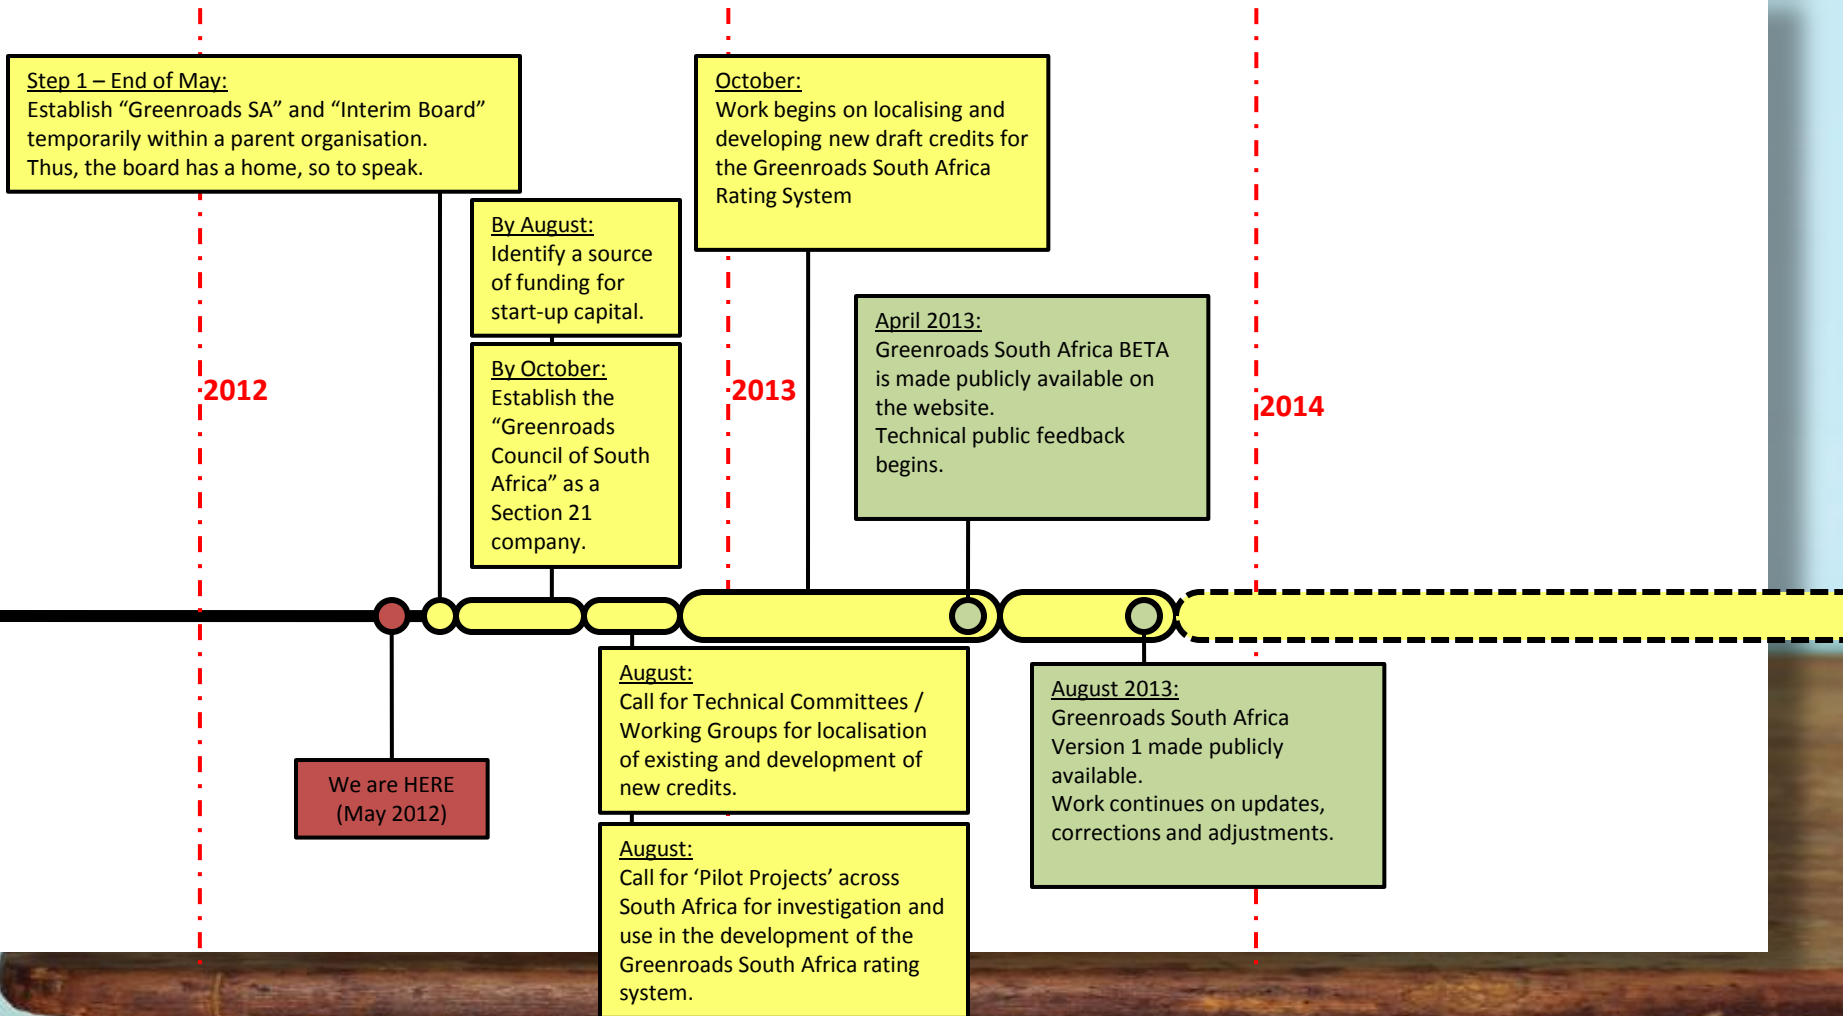 Step 1 – End of May:
Establish “Greenroads SA” and “Interim Board”
temporarily within a parent organisation.
Thus, the board has a home, so to speak.
October:
Work begins on localising and
developing new draft credits for
the Greenroads South Africa
Rating System
By August:
Identify a source
of funding for
start-up capital.
By October:
Establish the
“Greenroads
Council of South
Africa” as a
Section 21
company.
April 2013:
Greenroads South Africa BETA
is made publicly available on
the website.
Technical public feedback
begins.
2012
2013
2014
We are HERE
(May 2012)
August:
Call for Technical Committees /
Working Groups for localisation
of existing and development of
new credits.
August:
Call for ‘Pilot Projects’ across
South Africa for investigation and
use in the development of the
Greenroads South Africa rating
system.
August 2013:
Greenroads South Africa
Version 1 made publicly
available.
Work continues on updates,
corrections and adjustments.